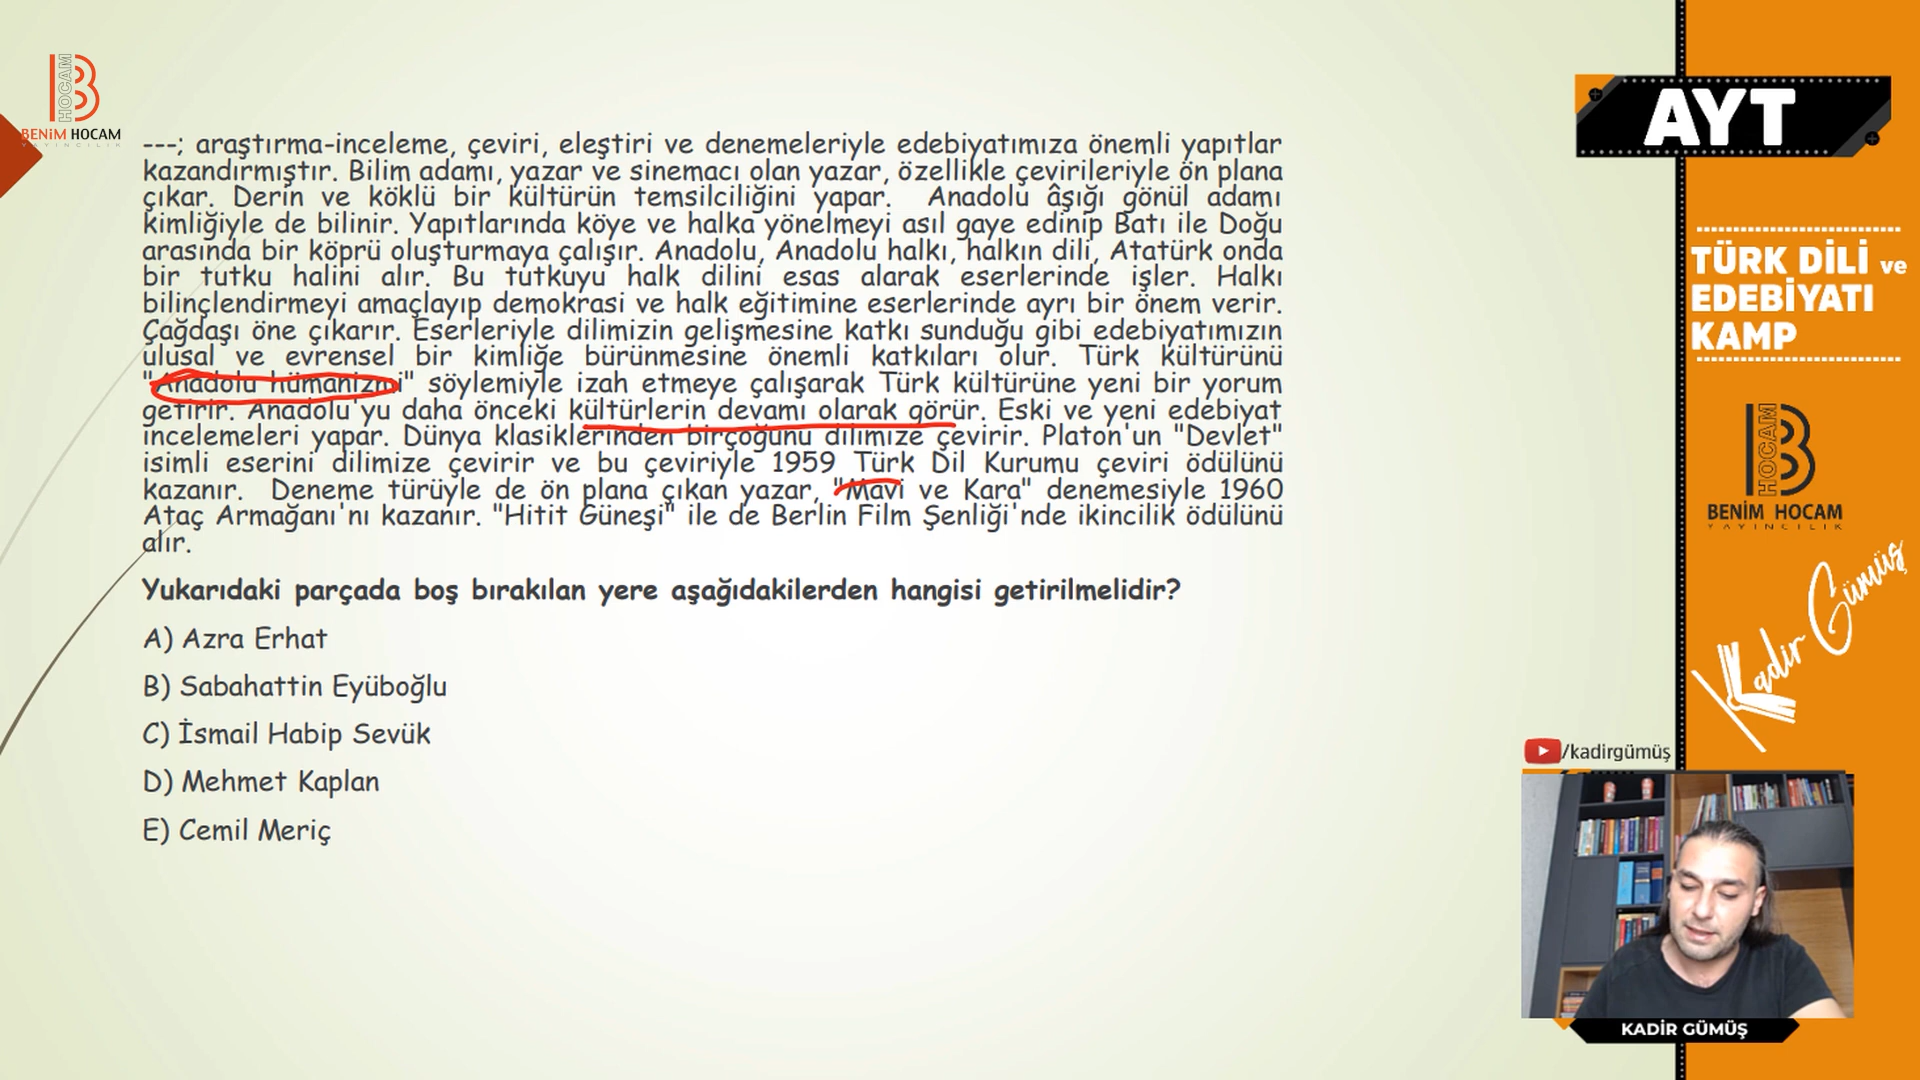 HOCAM
BENİM HOCAM
YAYINCILIK
---; araştırma-inceleme, çeviri, eleştiri ve denemeleriyle edebiyatımıza önemli yapıtlar
kazandırmıştır. Bilim adamı, yazar ve sinemacı olan yazar, özellikle çevirileriyle ön plana
çıkar. Derin ve köklü bir kültürün temsilciliğini yapar. Anadolu âşığı gönül adamı
kimliğiyle de bilinir. Yapıtlarında köye ve halka yönelmeyi asıl gaye edinip Batı ile Doğu
arasında bir köprü oluşturmaya çalışır. Anadolu, Anadolu halkı, halkın dili, Atatürk onda
bir tutku halini alır. Bu tutkuyu halk dilini esas alarak eserlerinde işler. Halkı
bilinçlendirmeyi amaçlayıp demokrasi ve halk eğitimine eserlerinde ayrı bir önem verir.
Çağdaşı öne çıkarır. Eserleriyle dilimizin gelişmesine katkı sunduğu gibi edebiyatımızın
ulusal ve evrensel bir kimliğe bürünmesine önemli katkıları olur. Türk kültürünü
"Anadolu hümanizmi" söylemiyle izah etmeye çalışarak Türk kültürüne yeni bir yorum
getirir. Anadolu'yu daha önceki kültürlerin devamı olarak görür. Eski ve yeni edebiyat
incelemeleri yapar. Dünya klasiklerinden birçoğunu dilimize çevirir. Platon'un "Devlet"
isimli eserini dilimize çevirir ve bu çeviriyle 1959 Türk Dil Kurumu çeviri ödülünü
kazanır. Deneme türüyle de ön plana çıkan yazar, "Mavi ve Kara" denemesiyle 1960
Ataç Armağanı'nı kazanır. "Hitit Güneşi" ile de Berlin Film Şenliği'nde ikincilik ödülünü
alır.
Yukarıdaki parçada boş bırakılan yere aşağıdakilerden hangisi getirilmelidir?
A) Azra Erhat
B) Sabahattin Eyüboğlu
C) İsmail Habip Sevük
D) Mehmet Kaplan
E) Cemil Meriç
AYT
TÜRK DİLİ ve
EDEBİYATI
KAMP
HOCAM
BENİM HOCAM
YAYINCILIK
Kadir Gümüş
/kadirgümüş
KADİR GÜMÜŞ